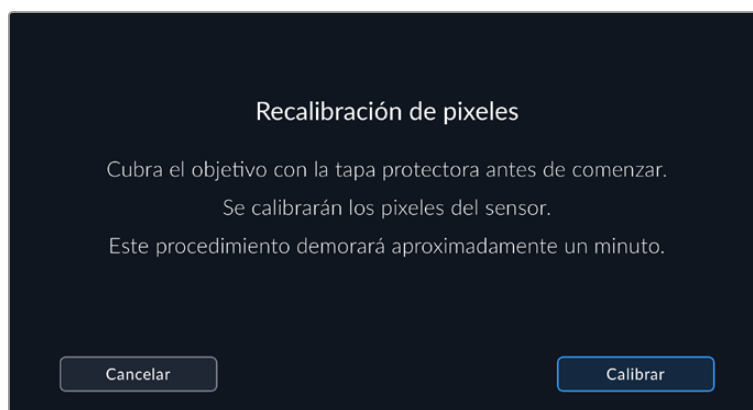 Recalibración de pixeles
Cubra el objetivo con la tapa protectora antes de comenzar.
Se calibrarán los pixeles del sensor.
Este procedimiento demorará aproximadamente un minuto.
Cancelar
Calibrar